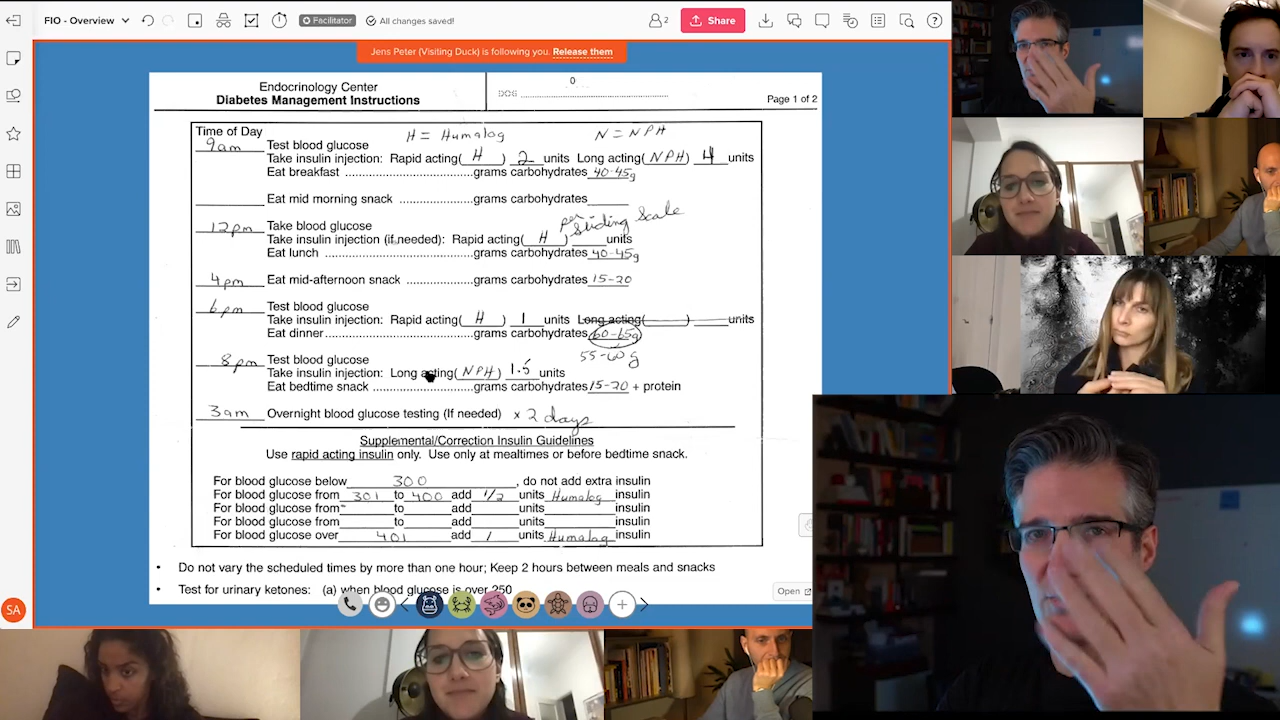 FIO - Overview
Facilitator
All changes saved!
2
Share
Jens Peter (Visiting Duck) is following you. Release them
Endocrinology Center
Diabetes Management Instructions
0
DOS
Page 1 of 2
Time of Day
H = Humalog N = NPH
9am Test blood glucose
Take insulin injection: Rapid acting( H ) 2 units Long acting( NPH ) 4 units
Eat breakfast ........................grams carbohydrates 40-45g
Eat mid morning snack ..................grams carbohydrates
per Sliding Scale
12pm Take blood glucose
Take insulin injection (if needed): Rapid acting( H ) units
Eat lunch ............................grams carbohydrates 40-45g
4pm Eat mid-afternoon snack ................grams carbohydrates 15-20
6pm Test blood glucose
Take insulin injection: Rapid acting( H ) 1 units Long acting( ) units
Eat dinner............................grams carbohydrates 60-65g
55-60g
8pm Test blood glucose
Take insulin injection: Long acting( NPH ) 1.5 units
Eat bedtime snack ......................grams carbohydrates 15-20 + protein
3am Overnight blood glucose testing (If needed) x 2 days
Supplemental/Correction Insulin Guidelines
Use rapid acting insulin only. Use only at mealtimes or before bedtime snack.
For blood glucose below 300, do not add extra insulin
For blood glucose from 301 to 400 add 1/2 units Humalog insulin
For blood glucose from to add units insulin
For blood glucose from to add units insulin
For blood glucose over 401 add 1 units Humalog insulin
• Do not vary the scheduled times by more than one hour; Keep 2 hours between meals and snacks
• Test for urinary ketones: (a) when blood glucose is over 250
Open
SA